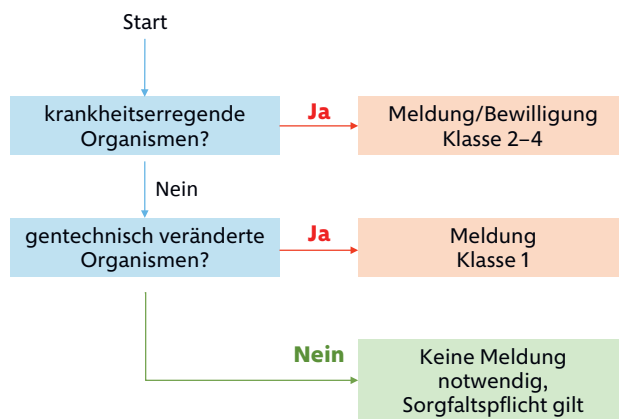 Start
krankheitserregende
Organismen?
Ja
Meldung/Bewilligung
Klasse 2–4
Nein
gentechnisch veränderte
Organismen?
Ja
Meldung
Klasse 1
Nein
Keine Meldung
notwendig,
Sorgfaltspflicht gilt